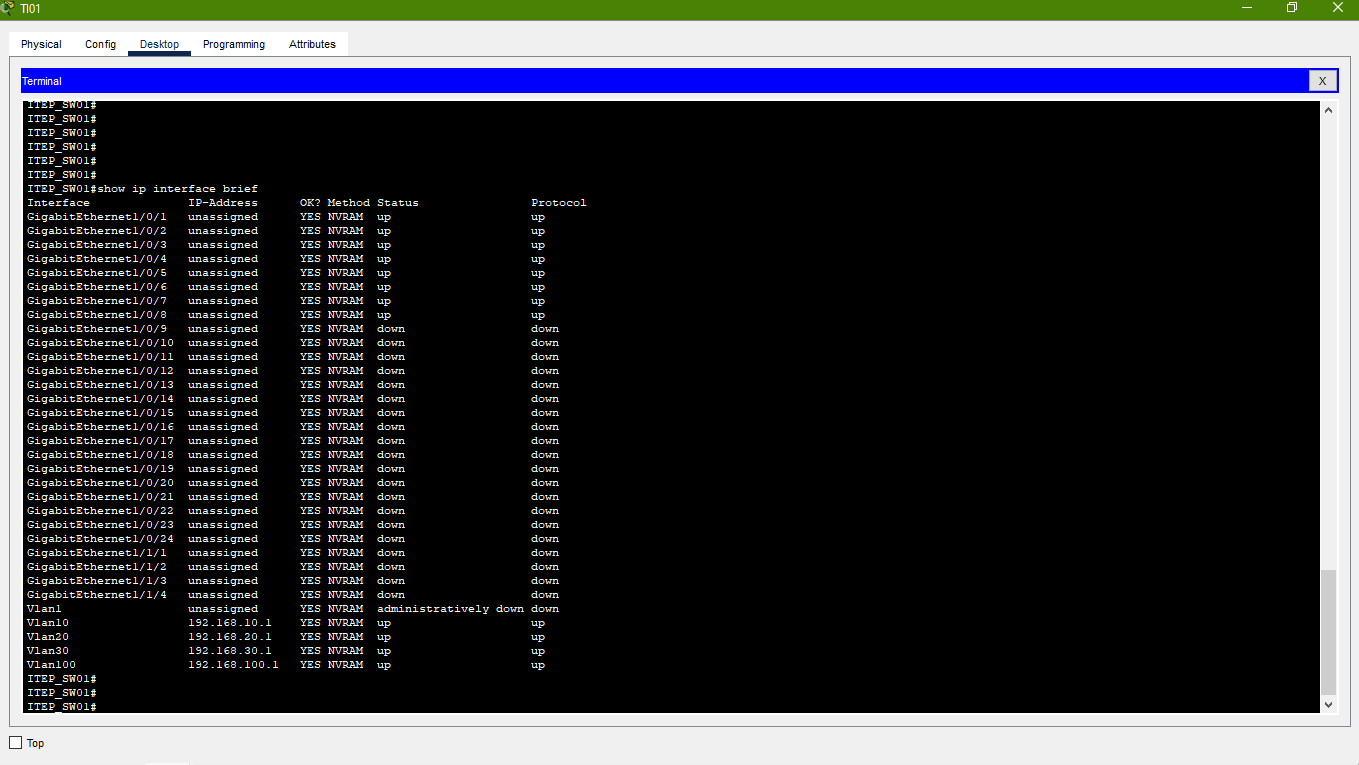 TI01
Physical Config Desktop Programming Attributes
Terminal X
ITEP_SW01#
ITEP_SW01#
ITEP_SW01#
ITEP_SW01#
ITEP_SW01#
ITEP_SW01#
ITEP_SW01#show ip interface brief
Interface IP-Address OK? Method Status Protocol
GigabitEthernet1/0/1 unassigned YES NVRAM up up
GigabitEthernet1/0/2 unassigned YES NVRAM up up
GigabitEthernet1/0/3 unassigned YES NVRAM up up
GigabitEthernet1/0/4 unassigned YES NVRAM up up
GigabitEthernet1/0/5 unassigned YES NVRAM up up
GigabitEthernet1/0/6 unassigned YES NVRAM up up
GigabitEthernet1/0/7 unassigned YES NVRAM up up
GigabitEthernet1/0/8 unassigned YES NVRAM up up
GigabitEthernet1/0/9 unassigned YES NVRAM down down
GigabitEthernet1/0/10 unassigned YES NVRAM down down
GigabitEthernet1/0/11 unassigned YES NVRAM down down
GigabitEthernet1/0/12 unassigned YES NVRAM down down
GigabitEthernet1/0/13 unassigned YES NVRAM down down
GigabitEthernet1/0/14 unassigned YES NVRAM down down
GigabitEthernet1/0/15 unassigned YES NVRAM down down
GigabitEthernet1/0/16 unassigned YES NVRAM down down
GigabitEthernet1/0/17 unassigned YES NVRAM down down
GigabitEthernet1/0/18 unassigned YES NVRAM down down
GigabitEthernet1/0/19 unassigned YES NVRAM down down
GigabitEthernet1/0/20 unassigned YES NVRAM down down
GigabitEthernet1/0/21 unassigned YES NVRAM down down
GigabitEthernet1/0/22 unassigned YES NVRAM down down
GigabitEthernet1/0/23 unassigned YES NVRAM down down
GigabitEthernet1/0/24 unassigned YES NVRAM down down
GigabitEthernet1/1/1 unassigned YES NVRAM down down
GigabitEthernet1/1/2 unassigned YES NVRAM down down
GigabitEthernet1/1/3 unassigned YES NVRAM down down
GigabitEthernet1/1/4 unassigned YES NVRAM down down
Vlan1 unassigned YES NVRAM administratively down down
Vlan10 192.168.10.1 YES NVRAM up up
Vlan20 192.168.20.1 YES NVRAM up up
Vlan30 192.168.30.1 YES NVRAM up up
Vlan100 192.168.100.1 YES NVRAM up up
ITEP_SW01#
ITEP_SW01#
ITEP_SW01#
Top